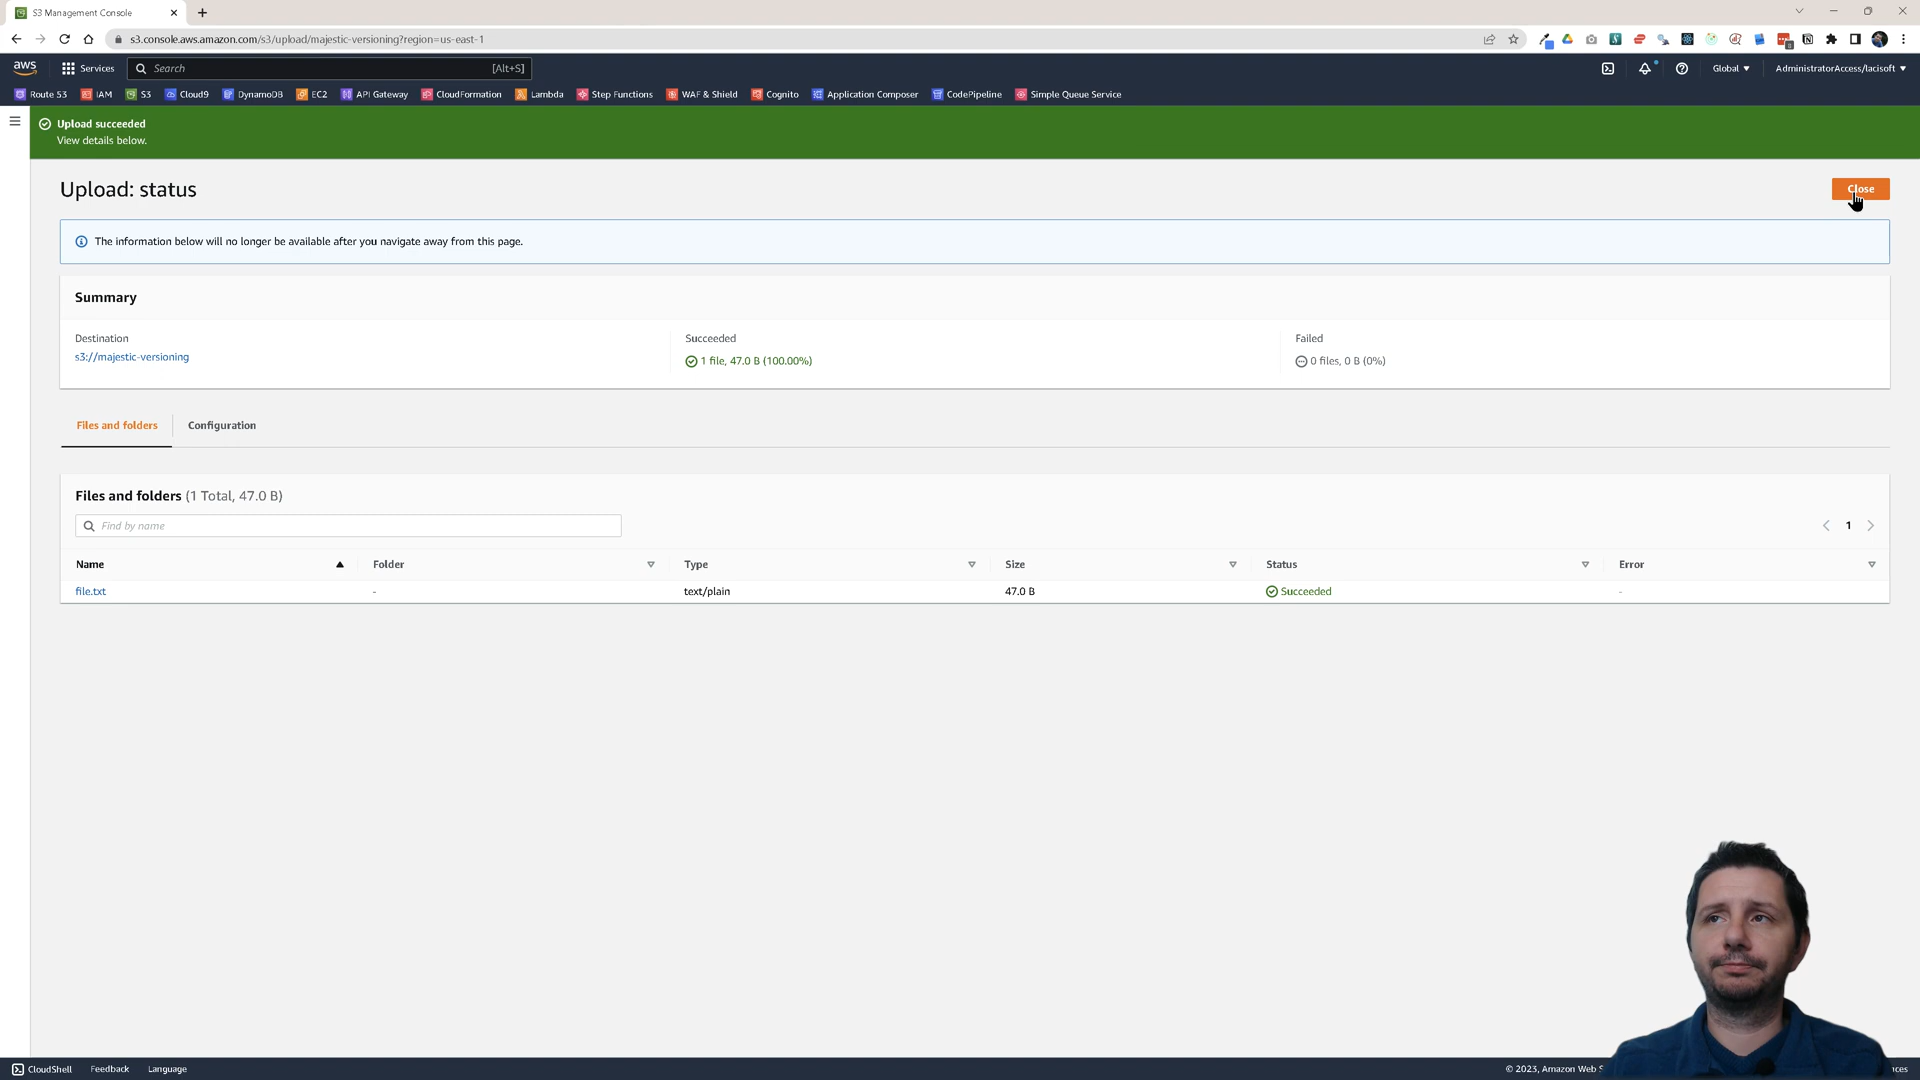 S3 Management Console
s3.console.aws.amazon.com/s3/upload/majestic-versioning?region=us-east-1
aws Services Search [Alt+S] Global AdministratorAccess/lacisoft
Route 53 IAM S3 Cloud9 DynamoDB EC2 API Gateway CloudFormation Lambda Step Functions WAF & Shield Cognito Application Composer CodePipeline Simple Queue Service
Upload succeeded
View details below.
Upload: status
Close
The information below will no longer be available after you navigate away from this page.
Summary
Destination Succeeded Failed
s3://majestic-versioning 1 file, 47.0 B (100.00%) 0 files, 0 B (0%)
Files and folders Configuration
Files and folders (1 Total, 47.0 B)
Find by name 1
Name Folder Type Size Status Error
file.txt - text/plain 47.0 B Succeeded -
CloudShell Feedback Language © 2023, Amazon Web